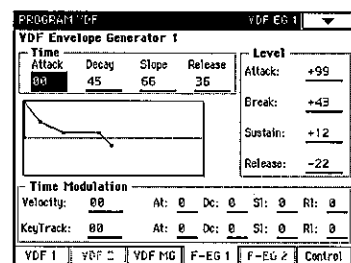 PROGRAM VDF VDF EG 1
VDF Envelope Generator 1
Time
Attack Decay Slope Release
00 45 66 36
Level
Attack: +99
Break: +43
Sustain: +12
Release: -22
Time Modulation
Velocity: 00 At: 0 Dc: 0 Sl: 0 Rl: 0
KeyTrack: 00 At: 0 Dc: 0 Sl: 0 Rl: 0
VDF 1 VDF 2 VDF MG F-EG 1 F-EG 2 Control